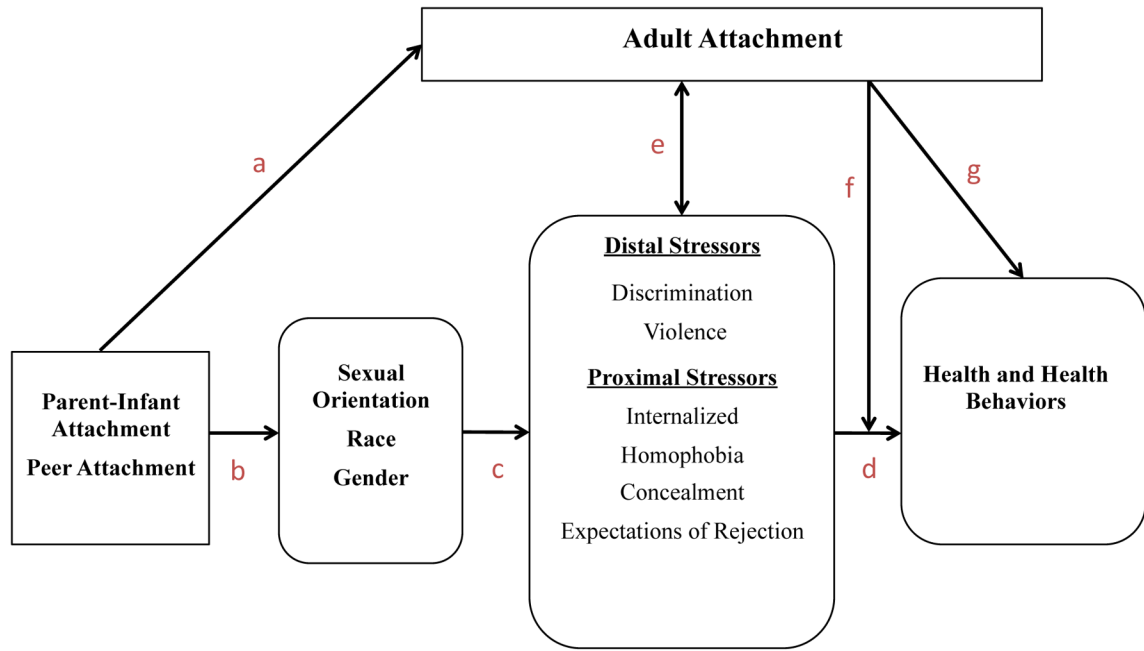 Adult Attachment
a
e
f
g
Distal Stressors
Discrimination
Violence
Proximal Stressors
Internalized
Homophobia
Concealment
Expectations of Rejection
Sexual
Orientation
Race
Gender
Parent-Infant
Attachment
Peer Attachment
Health and Health
Behaviors
b
c
d